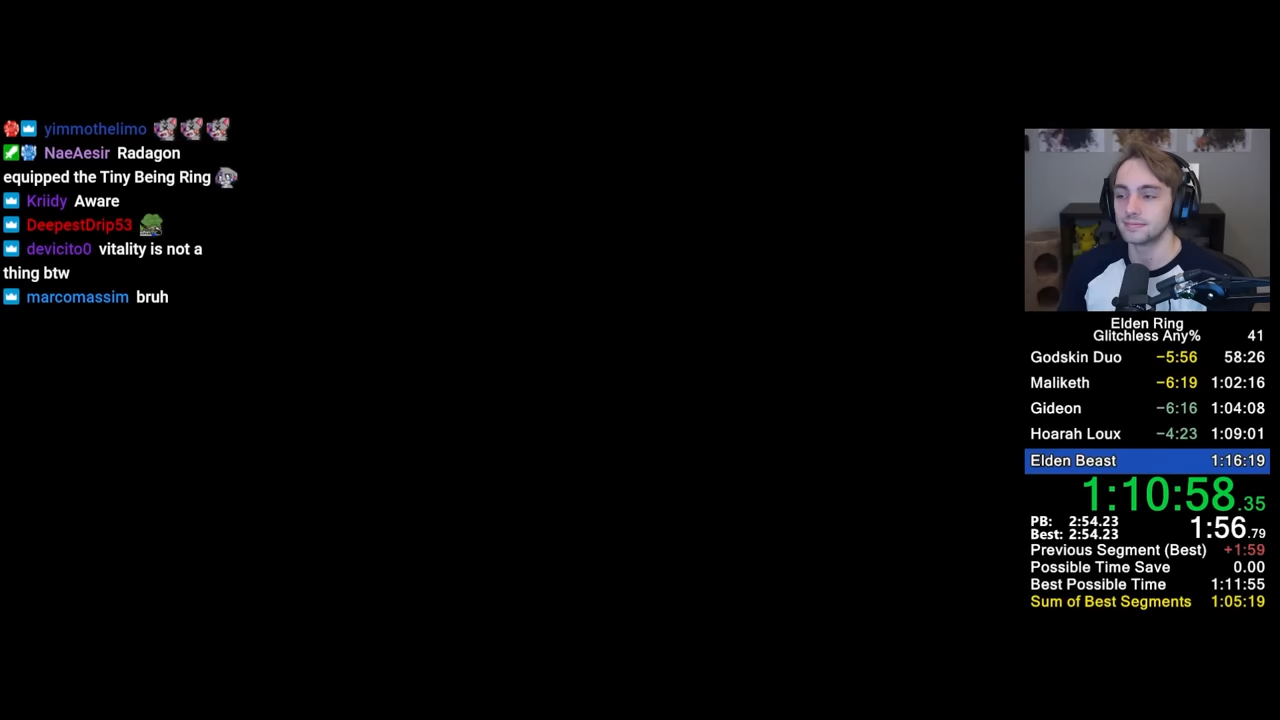 yimmothelimo
NaeAesir Radagon
equipped the Tiny Being Ring
Kriidy Aware
DeepestDrip53
devicito0 vitality is not a
thing btw
marcomassim bruh
Elden Ring
Glitchless Any% 41
Godskin Duo −5:56 58:26
Maliketh −6:19 1:02:16
Gideon −6:16 1:04:08
Hoarah Loux −4:23 1:09:01
Elden Beast 1:16:19
1:10:58.35
PB: 2:54.23 1:56.79
Best: 2:54.23
Previous Segment (Best) +1:59
Possible Time Save 0.00
Best Possible Time 1:11:55
Sum of Best Segments 1:05:19